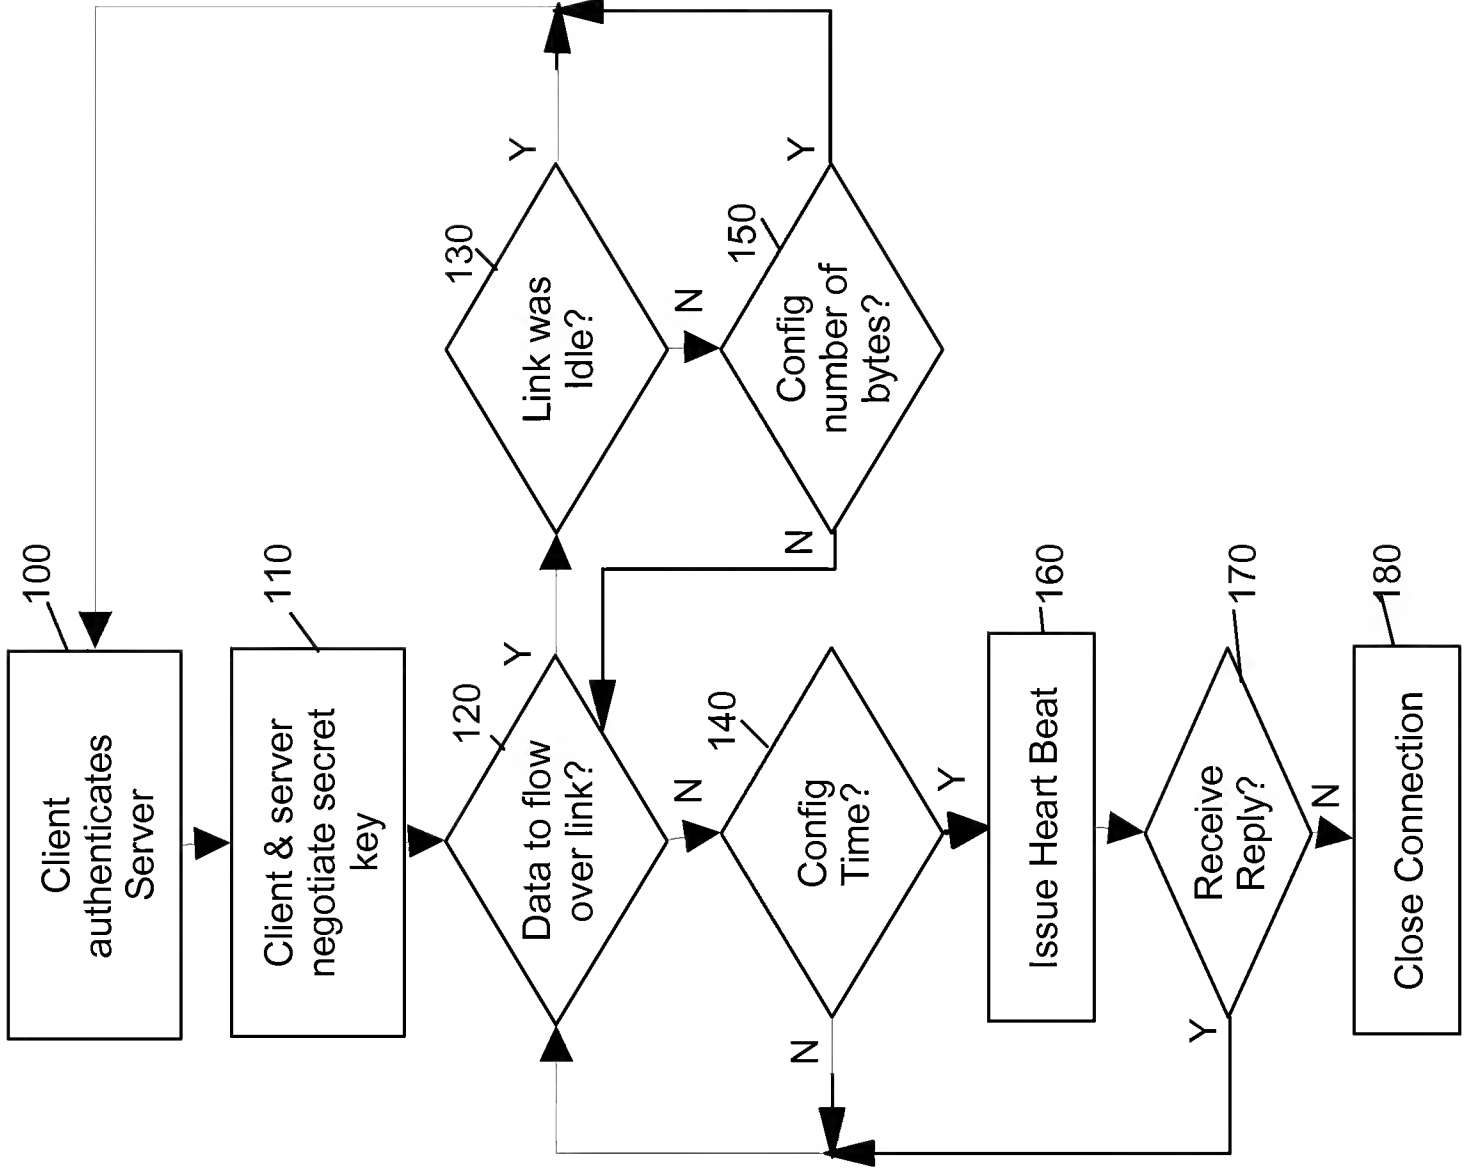 100
Client
authenticates
Server
110
Client & server
negotiate secret
key
120
Data to flow
over link?
Y
N
130
Link was
Idle?
Y
N
140
Config
Time?
N
Y
150
Config
number of
bytes?
Y
N
160
Issue Heart Beat
170
Receive
Reply?
Y
N
180
Close Connection